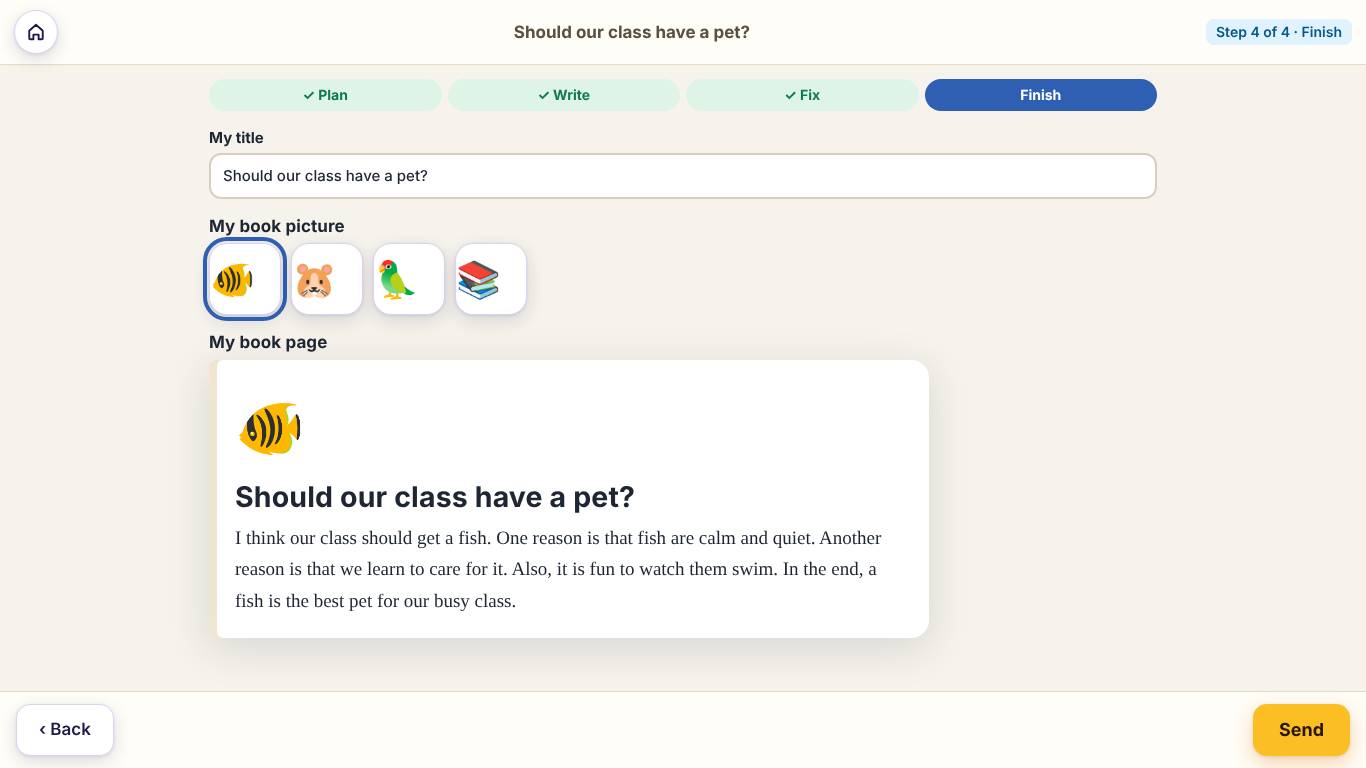 Should our class have a pet?
Step 4 of 4 · Finish
✓ Plan
✓ Write
✓ Fix
Finish
My title
Should our class have a pet?
My book picture
My book page
Should our class have a pet?
I think our class should get a fish. One reason is that fish are calm and quiet. Another
reason is that we learn to care for it. Also, it is fun to watch them swim. In the end, a
fish is the best pet for our busy class.
‹ Back
Send